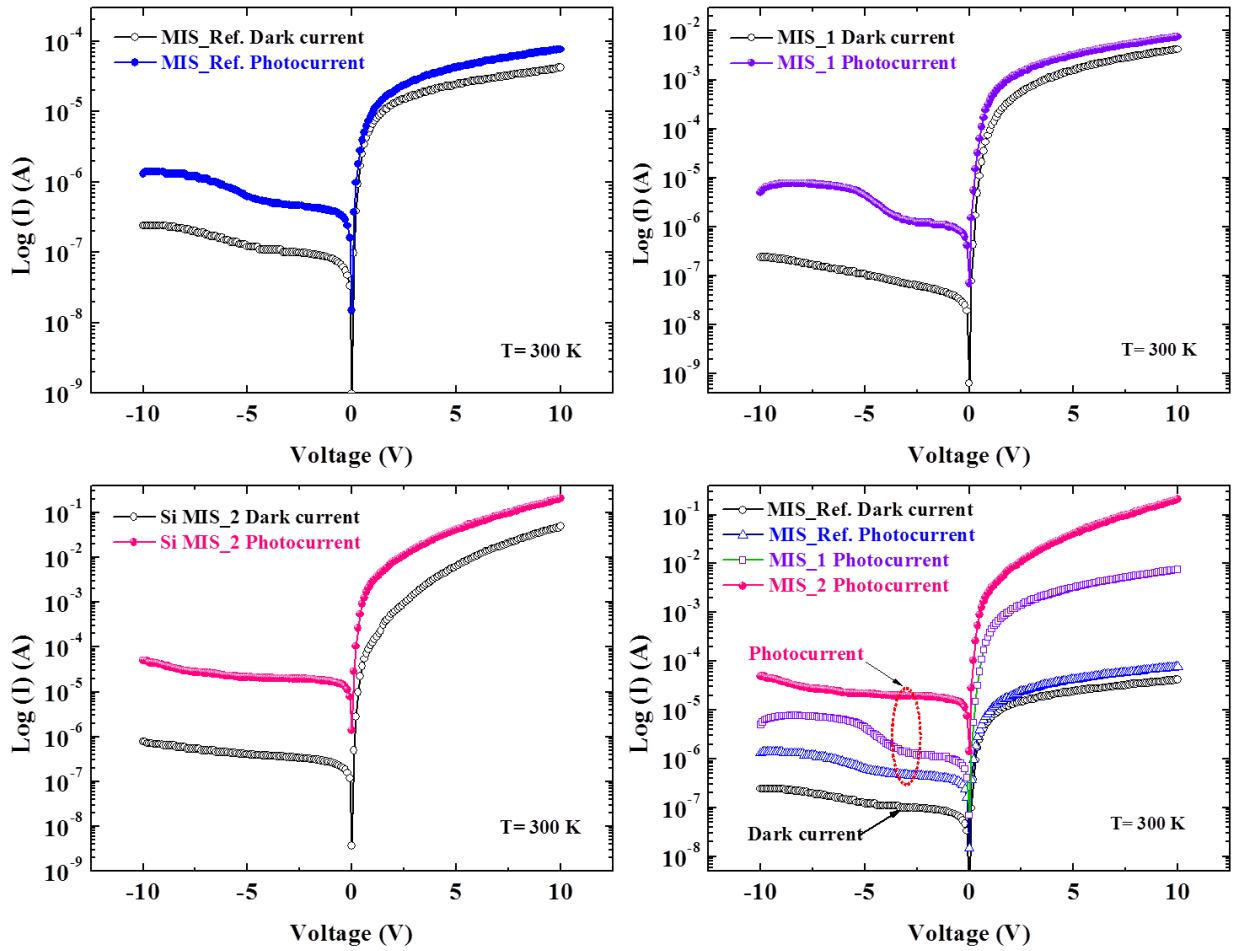 MIS_Ref. Dark current
MIS_Ref. Photocurrent
10⁻⁴
10⁻⁵
10⁻⁶
10⁻⁷
10⁻⁸
10⁻⁹
Log (I) (A)
T= 300 K
-10 -5 0 5 10
Voltage (V)
MIS_1 Dark current
MIS_1 Photocurrent
10⁻²
10⁻³
10⁻⁴
10⁻⁵
10⁻⁶
10⁻⁷
10⁻⁸
10⁻⁹
Log (I) (A)
T= 300 K
-10 -5 0 5 10
Voltage (V)
Si MIS_2 Dark current
Si MIS_2 Photocurrent
10⁻¹
10⁻²
10⁻³
10⁻⁴
10⁻⁵
10⁻⁶
10⁻⁷
10⁻⁸
10⁻⁹
Log (I) (A)
T= 300 K
-10 -5 0 5 10
Voltage (V)
MIS_Ref. Dark current
MIS_Ref. Photocurrent
MIS_1 Photocurrent
MIS_2 Photocurrent
10⁻¹
10⁻²
10⁻³
10⁻⁴
10⁻⁵
10⁻⁶
10⁻⁷
10⁻⁸
Log (I) (A)
Photocurrent
Dark current
T= 300 K
-10 -5 0 5 10
Voltage (V)